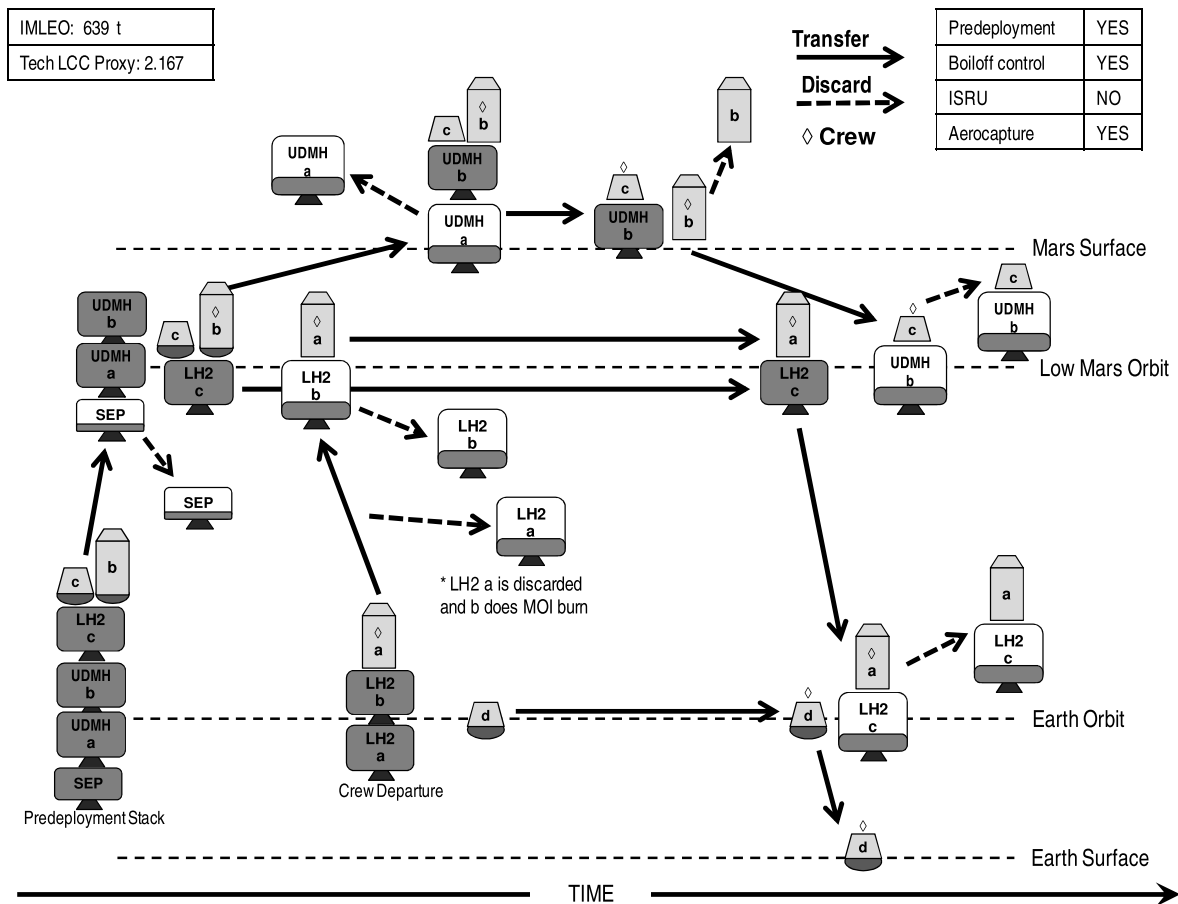 IMLEO: 639 t
Tech LCC Proxy: 2.167
Transfer
Discard
◊ Crew
Predeployment YES
Boiloff control YES
ISRU NO
Aerocapture YES
UDMH
a
c
◊
b
UDMH
b
UDMH
a
◊
c
UDMH
b
◊
b
b
Mars Surface
UDMH
b
UDMH
a
SEP
c
◊
b
LH2
c
◊
a
LH2
b
◊
a
LH2
c
◊
c
UDMH
b
c
UDMH
b
Low Mars Orbit
SEP
LH2
b
LH2
a
* LH2 a is discarded
and b does MOI burn
c
b
LH2
c
UDMH
b
UDMH
a
SEP
Predeployment Stack
◊
a
LH2
b
LH2
a
Crew Departure
d
◊
d
◊
a
LH2
c
a
LH2
c
Earth Orbit
◊
d
Earth Surface
TIME